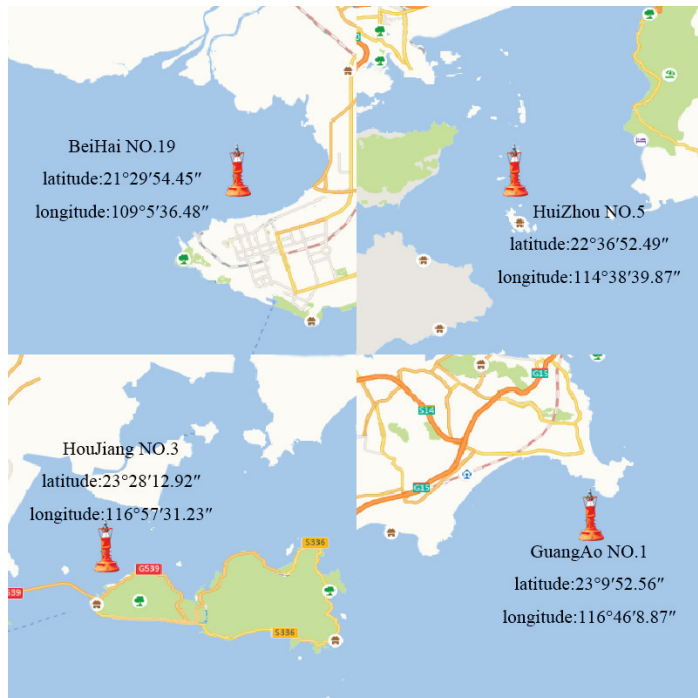 BeiHai NO.19
latitude:21°29′54.45″
longitude:109°5′36.48″
HuiZhou NO.5
latitude:22°36′52.49″
longitude:114°38′39.87″
HouJiang NO.3
latitude:23°28′12.92″
longitude:116°57′31.23″
S336
G539
S336
G15
S14
G15
GuangAo NO.1
latitude:23°9′52.56″
longitude:116°46′8.87″